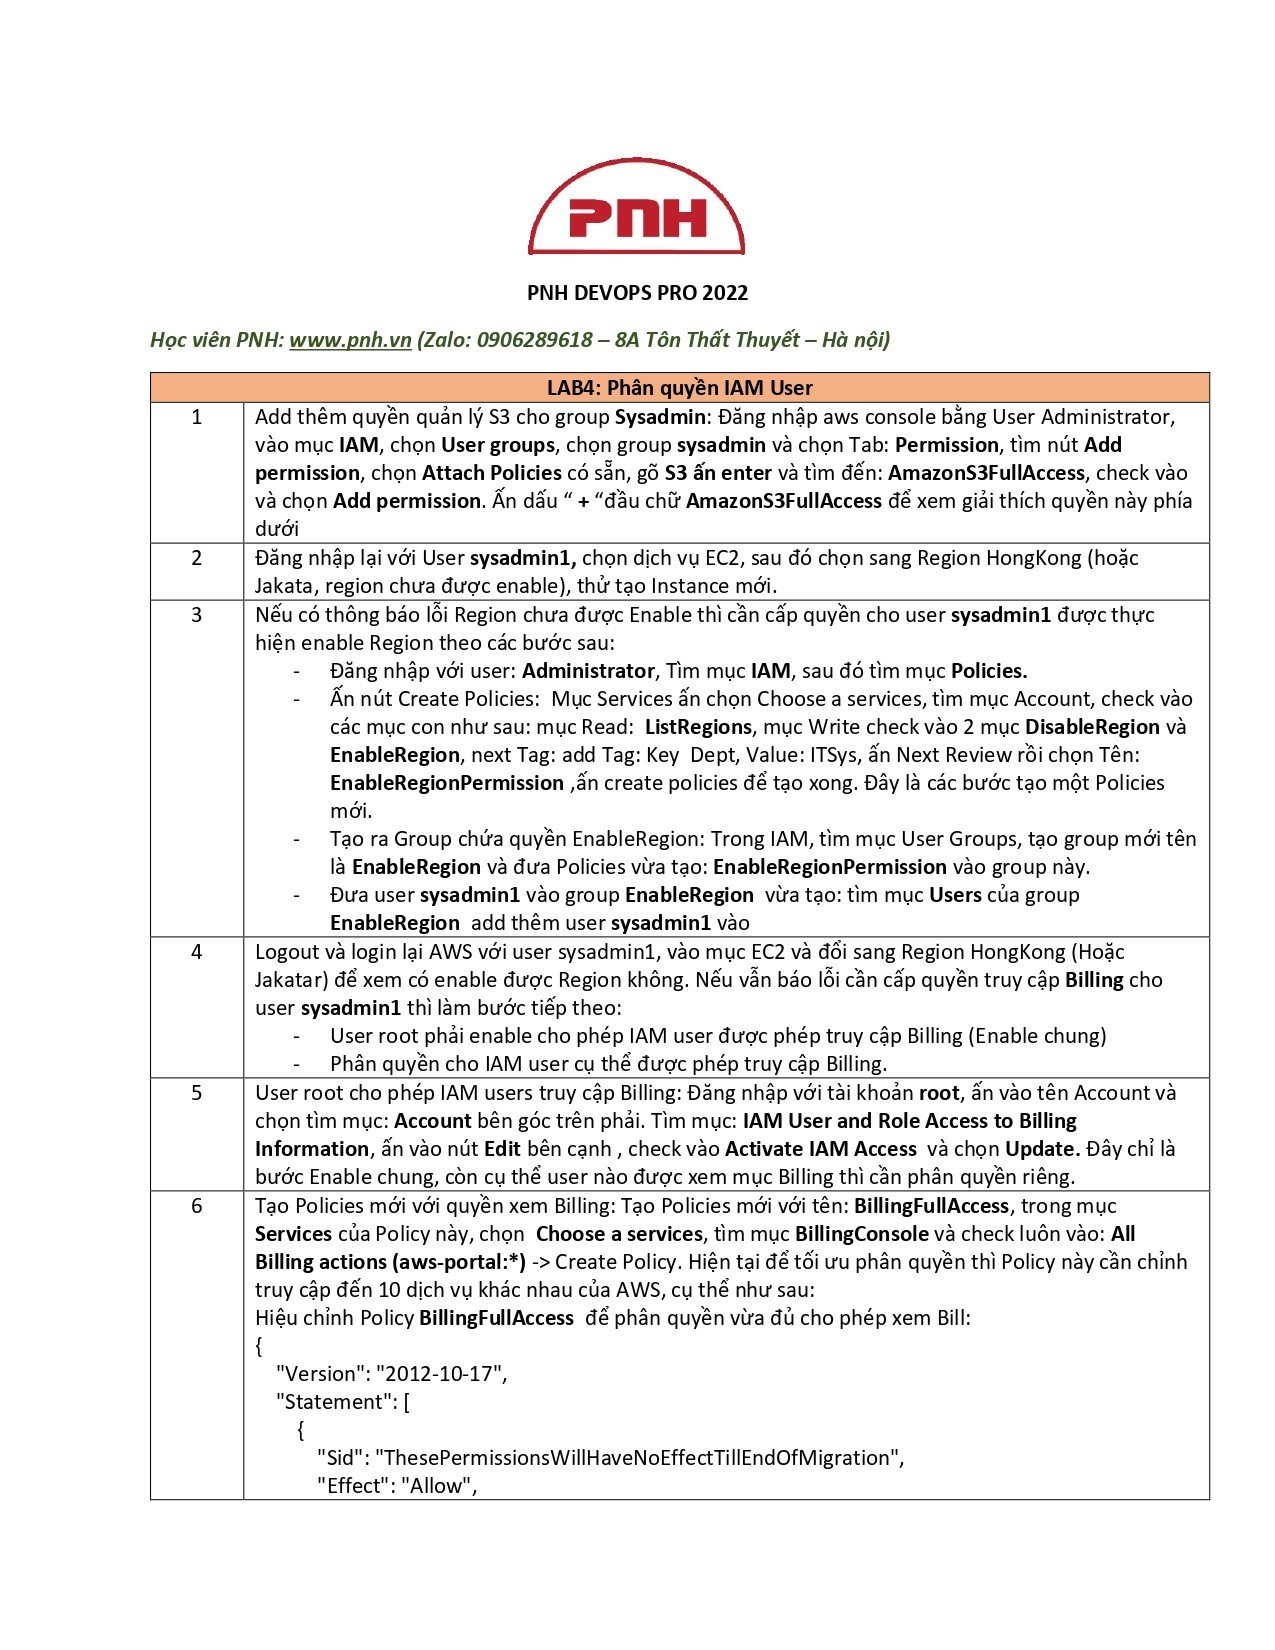 PNH
PNH DEVOPS PRO 2022
Học viên PNH: www.pnh.vn (Zalo: 0906289618 – 8A Tôn Thất Thuyết – Hà nội)
LAB4: Phân quyền IAM User
1
Add thêm quyền quản lý S3 cho group Sysadmin: Đăng nhập aws console bằng User Administrator,
vào mục IAM, chọn User groups, chọn group sysadmin và chọn Tab: Permission, tìm nút Add
permission, chọn Attach Policies có sẵn, gõ S3 ấn enter và tìm đến: AmazonS3FullAccess, check vào
và chọn Add permission. Ấn dấu “ + “đầu chữ AmazonS3FullAccess để xem giải thích quyền này phía
dưới
2
Đăng nhập lại với User sysadmin1, chọn dịch vụ EC2, sau đó chọn sang Region HongKong (hoặc
Jakata, region chưa được enable), thử tạo Instance mới.
3
Nếu có thông báo lỗi Region chưa được Enable thì cần cấp quyền cho user sysadmin1 được thực
hiện enable Region theo các bước sau:
- Đăng nhập với user: Administrator, Tìm mục IAM, sau đó tìm mục Policies.
- Ấn nút Create Policies:  Mục Services ấn chọn Choose a services, tìm mục Account, check vào
các mục con như sau: mục Read:  ListRegions, mục Write check vào 2 mục DisableRegion và
EnableRegion, next Tag: add Tag: Key  Dept, Value: ITSys, ấn Next Review rồi chọn Tên:
EnableRegionPermission ,ấn create policies để tạo xong. Đây là các bước tạo một Policies
mới.
- Tạo ra Group chứa quyền EnableRegion: Trong IAM, tìm mục User Groups, tạo group mới tên
là EnableRegion và đưa Policies vừa tạo: EnableRegionPermission vào group này.
- Đưa user sysadmin1 vào group EnableRegion  vừa tạo: tìm mục Users của group
EnableRegion  add thêm user sysadmin1 vào
4
Logout và login lại AWS với user sysadmin1, vào mục EC2 và đổi sang Region HongKong (Hoặc
Jakatar) để xem có enable được Region không. Nếu vẫn báo lỗi cần cấp quyền truy cập Billing cho
user sysadmin1 thì làm bước tiếp theo:
- User root phải enable cho phép IAM user được phép truy cập Billing (Enable chung)
- Phân quyền cho IAM user cụ thể được phép truy cập Billing.
5
User root cho phép IAM users truy cập Billing: Đăng nhập với tài khoản root, ấn vào tên Account và
chọn tìm mục: Account bên góc trên phải. Tìm mục: IAM User and Role Access to Billing
Information, ấn vào nút Edit bên cạnh , check vào Activate IAM Access  và chọn Update. Đây chỉ là
bước Enable chung, còn cụ thể user nào được xem mục Billing thì cần phân quyền riêng.
6
Tạo Policies mới với quyền xem Billing: Tạo Policies mới với tên: BillingFullAccess, trong mục
Services của Policy này, chọn  Choose a services, tìm mục BillingConsole và check luôn vào: All
Billing actions (aws-portal:*) -> Create Policy. Hiện tại để tối ưu phân quyền thì Policy này cần chỉnh
truy cập đến 10 dịch vụ khác nhau của AWS, cụ thể như sau:
Hiệu chỉnh Policy BillingFullAccess  để phân quyền vừa đủ cho phép xem Bill:
{
"Version": "2012-10-17",
"Statement": [
{
"Sid": "ThesePermissionsWillHaveNoEffectTillEndOfMigration",
"Effect": "Allow",